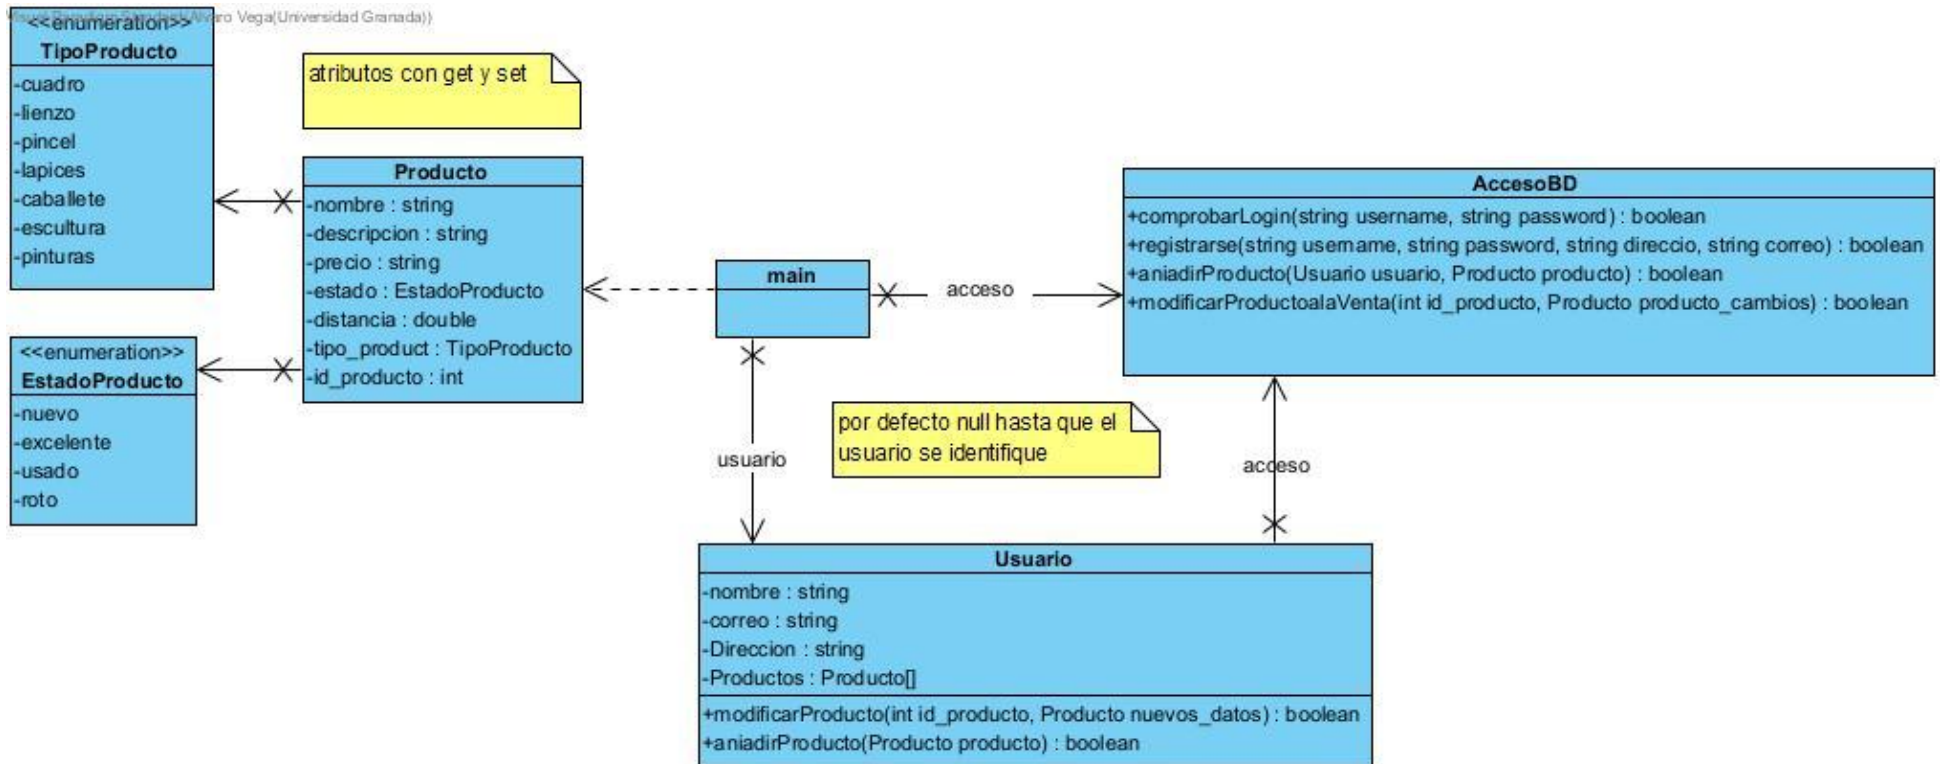 Alvaro Vega(Universidad Granada))
<<enumeration>>
TipoProducto
-cuadro
-lienzo
-pincel
-lapices
-caballete
-escultura
-pinturas
atributos con get y set
Producto
-nombre : string
-descripcion : string
-precio : string
-estado : EstadoProducto
-distancia : double
-tipo_product : TipoProducto
-id_producto : int
<<enumeration>>
EstadoProducto
-nuevo
-excelente
-usado
-roto
main
acceso
AccesoBD
+comprobarLogin(string username, string password) : boolean
+registrarse(string username, string password, string direccio, string correo) : boolean
+aniadirProducto(Usuario usuario, Producto producto) : boolean
+modificarProductoalaVenta(int id_producto, Producto producto_cambios) : boolean
por defecto null hasta que el
usuario se identifique
usuario
acceso
Usuario
-nombre : string
-correo : string
-Direccion : string
-Productos : Producto[]
+modificarProducto(int id_producto, Producto nuevos_datos) : boolean
+aniadirProducto(Producto producto) : boolean